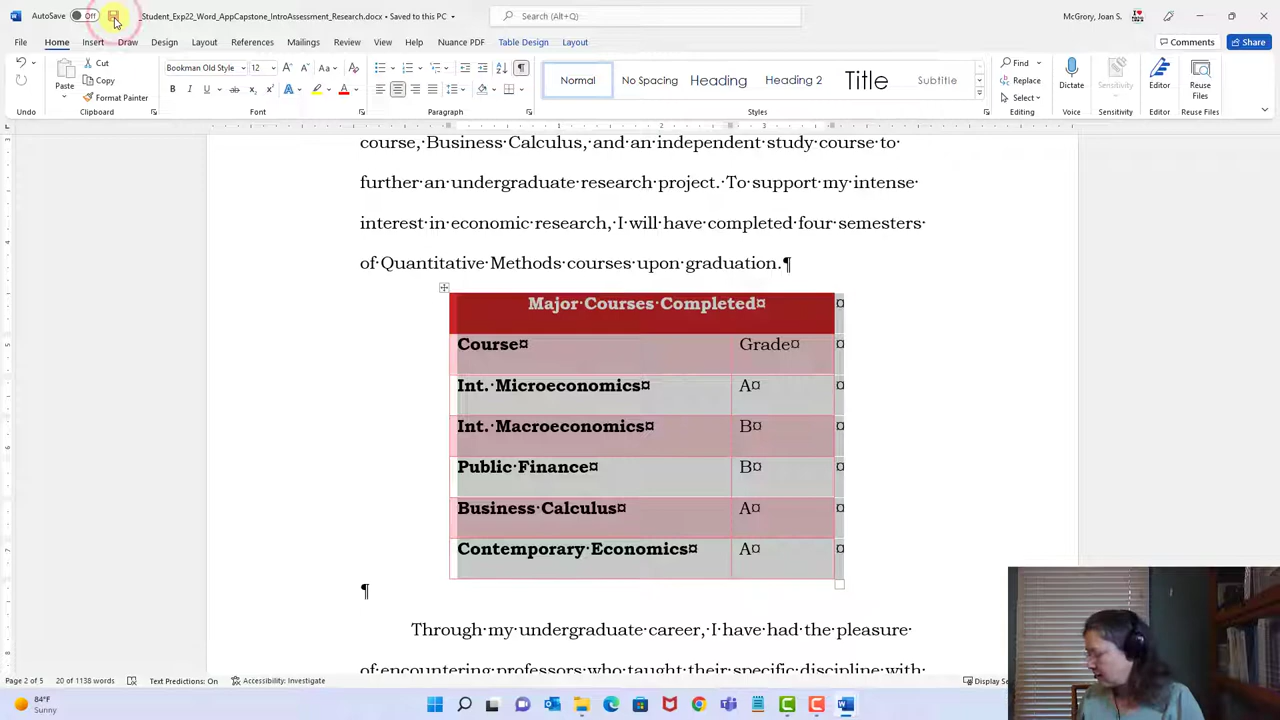 AutoSave Off _Student_Exp22_Word_AppCapstone_IntroAssessment_Research.docx • Saved to this PC Search (Alt+Q) McGrory, Joan S.
File Home Insert Draw Design Layout References Mailings Review View Help Nuance PDF Table Design Layout Comments Share
Undo
Paste
Cut
Copy
Format Painter
Clipboard
Bookman Old Style 12
Font
Paragraph
Normal No Spacing Heading Heading 2 Title Subtitle
Styles
Find
Replace
Select
Editing
Dictate
Voice
Sensitivity
Sensitivity
Editor
Editor
Reuse Files
Reuse Files
course,·Business·Calculus,·and·an·independent·study·course·to·
further·an·undergraduate·research·project.·To·support·my·intense·
interest·in·economic·research,·I·will·have·completed·four·semesters·
of·Quantitative·Methods·courses·upon·graduation.¶
Major·Courses·Completed¤ ¤
Course¤ Grade¤ ¤
Int.·Microeconomics¤ A¤ ¤
Int.·Macroeconomics¤ B¤ ¤
Public·Finance¤ B¤ ¤
Business·Calculus¤ A¤ ¤
Contemporary·Economics¤ A¤ ¤
¶
Through·my·undergraduate·career,·I·have·had·the·pleasure·
of·encountering·professors·who·taught·their·specific·discipline·with·
Page 2 of 5 20 of 1138 words Text Predictions: On Accessibility: Investigate Display Se
84°F
Sunny